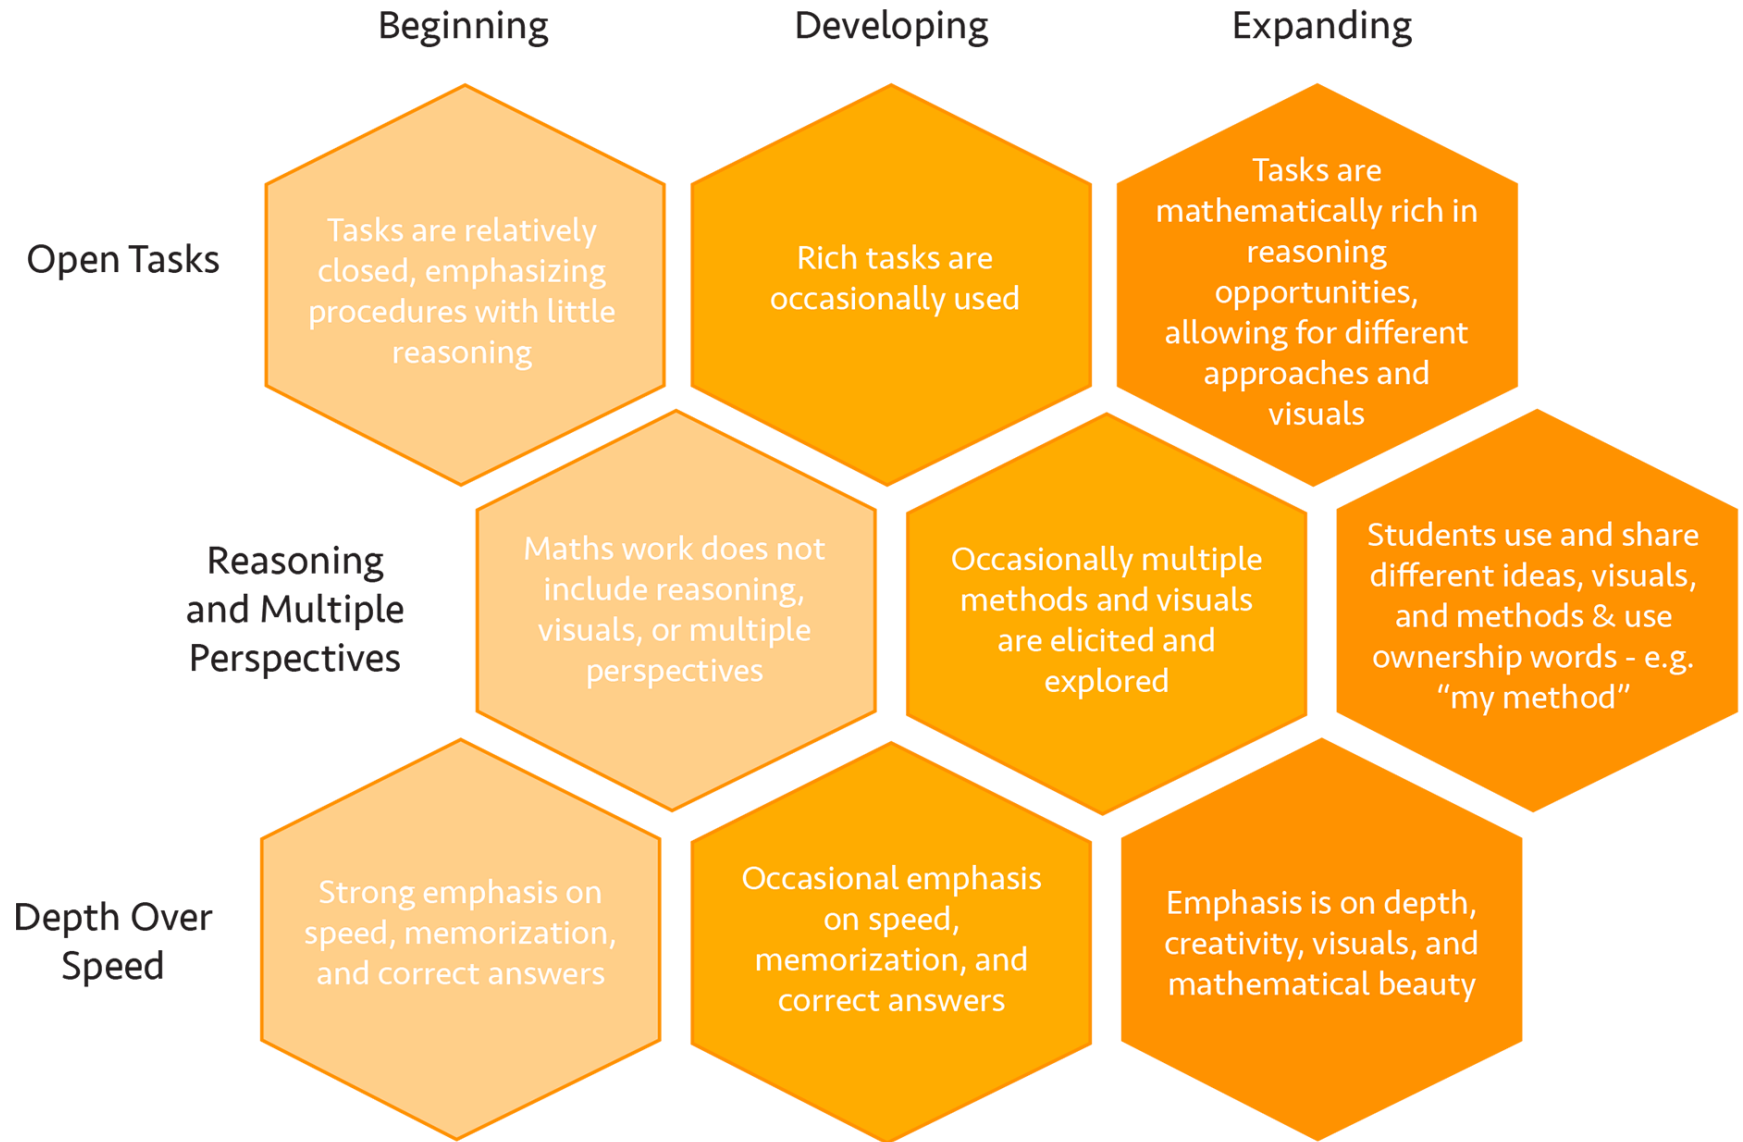 Beginning
Developing
Expanding
Open Tasks
Tasks are relatively
closed, emphasizing
procedures with little
reasoning
Rich tasks are
occasionally used
Tasks are
mathematically rich in
reasoning
opportunities,
allowing for different
approaches and
visuals
Reasoning
and Multiple
Perspectives
Maths work does not
include reasoning,
visuals, or multiple
perspectives
Occasionally multiple
methods and visuals
are elicited and
explored
Students use and share
different ideas, visuals,
and methods & use
ownership words - e.g.
“my method”
Depth Over
Speed
Strong emphasis on
speed, memorization,
and correct answers
Occasional emphasis
on speed,
memorization, and
correct answers
Emphasis is on depth,
creativity, visuals, and
mathematical beauty